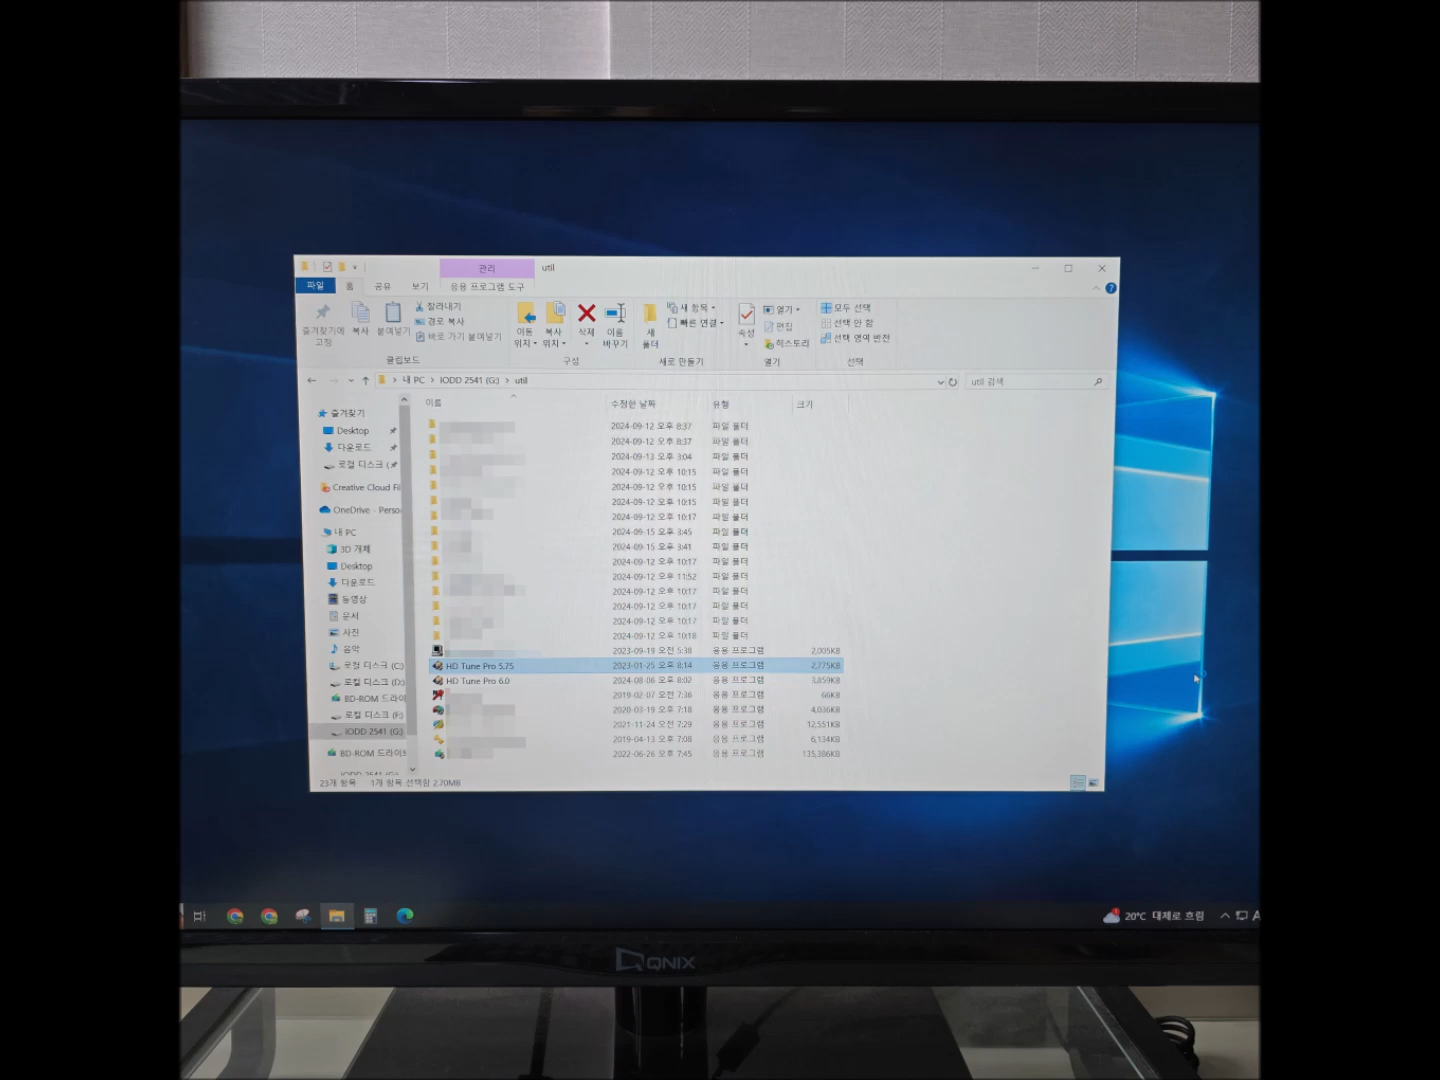 관리 util
파일 홈 공유 보기 응용 프로그램 도구
즐겨찾기에 고정
복사
붙여넣기
잘라내기
경로 복사
바로 가기 붙여넣기
클립보드
이동 위치
복사 위치
삭제
이름 바꾸기
구성
새 폴더
새 항목
빠른 연결
새로 만들기
속성
열기
편집
히스토리
열기
모두 선택
선택 안 함
선택 영역 반전
선택
내 PC > IODD 2541 (G:) > util
util 검색
즐겨찾기
Desktop
다운로드
로컬 디스크 (
Creative Cloud Fi
OneDrive - Perso
내 PC
3D 개체
Desktop
다운로드
동영상
문서
사진
음악
로컬 디스크 (C:)
로컬 디스크 (D:)
BD-ROM 드라이
로컬 디스크 (F:)
IODD 2541 (G:)
BD-ROM 드라이브
IODD 2541 (G:)
이름 수정한 날짜 유형 크기
2024-09-12 오후 8:37 파일 폴더
2024-09-12 오후 8:37 파일 폴더
2024-09-13 오후 3:04 파일 폴더
2024-09-12 오후 10:15 파일 폴더
2024-09-12 오후 10:15 파일 폴더
2024-09-12 오후 10:15 파일 폴더
2024-09-12 오후 10:17 파일 폴더
2024-09-15 오후 3:45 파일 폴더
2024-09-15 오후 3:41 파일 폴더
2024-09-12 오후 10:17 파일 폴더
2024-09-12 오후 11:52 파일 폴더
2024-09-12 오후 10:17 파일 폴더
2024-09-12 오후 10:17 파일 폴더
2024-09-12 오후 10:17 파일 폴더
2024-09-12 오후 10:18 파일 폴더
2023-09-19 오전 5:38 응용 프로그램 2,005KB
HD Tune Pro 5.75 2023-01-25 오후 8:14 응용 프로그램 2,775KB
HD Tune Pro 6.0 2024-08-06 오후 8:02 응용 프로그램 3,859KB
2019-02-07 오전 7:36 응용 프로그램 66KB
2020-03-19 오후 7:18 응용 프로그램 4,036KB
2021-11-24 오전 7:29 응용 프로그램 12,551KB
2019-04-13 오후 7:08 응용 프로그램 6,134KB
2022-06-26 오후 7:45 응용 프로그램 135,386KB
23개 항목 1개 항목 선택함 2.70MB
20°C 대체로 흐림 A
QNIX